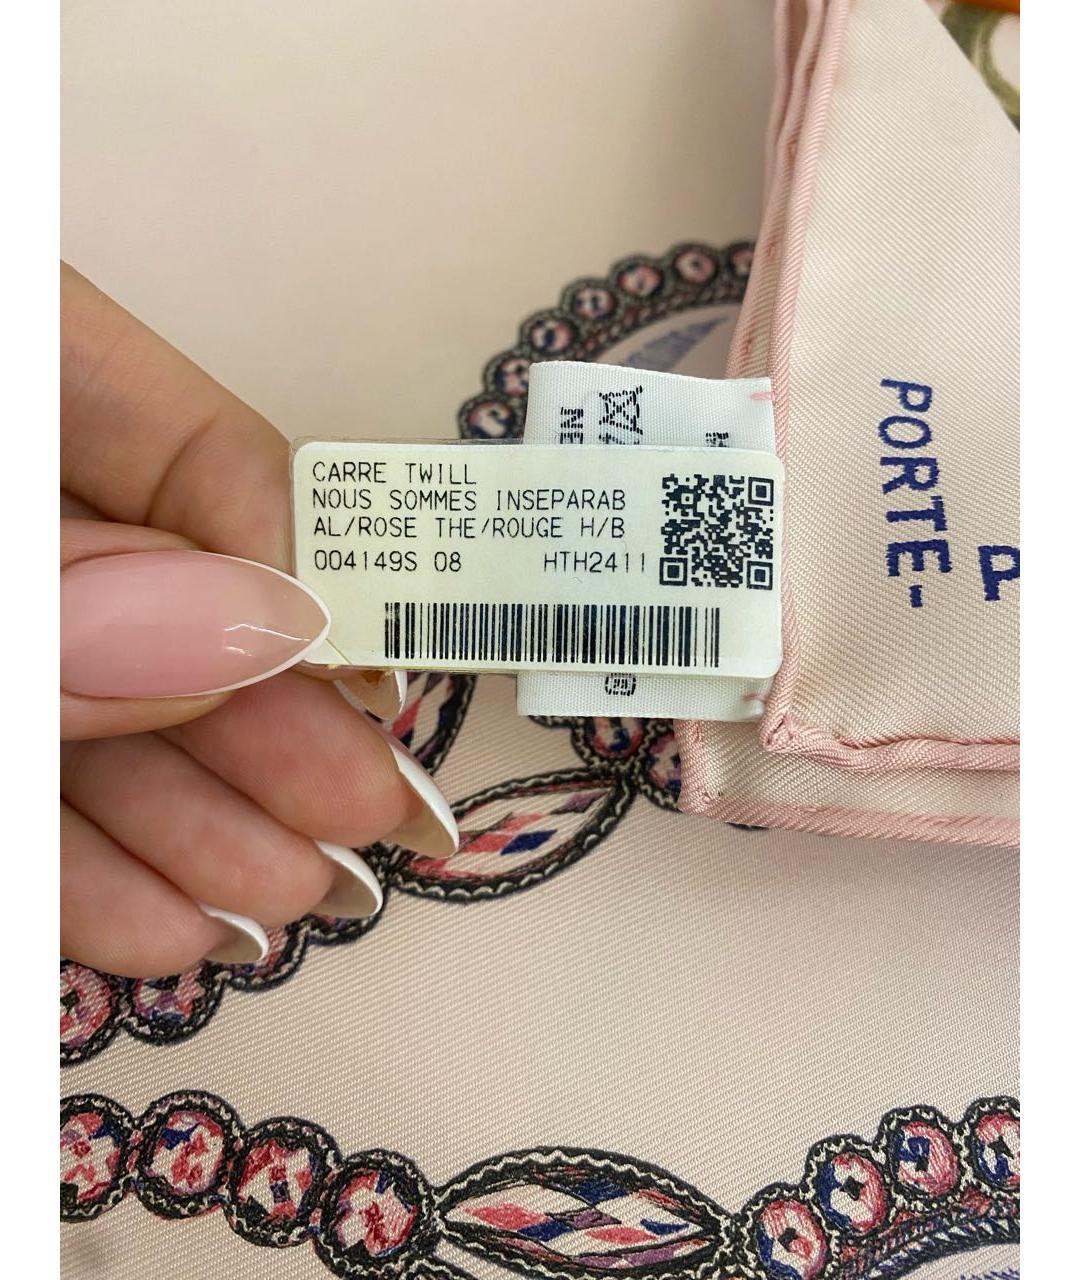 CARRE TWILL
NOUS SOMMES INSEPARAB
AL/ROSE THE/ROUGE H/B
004149S 08 HTH2411
PORTE-
P